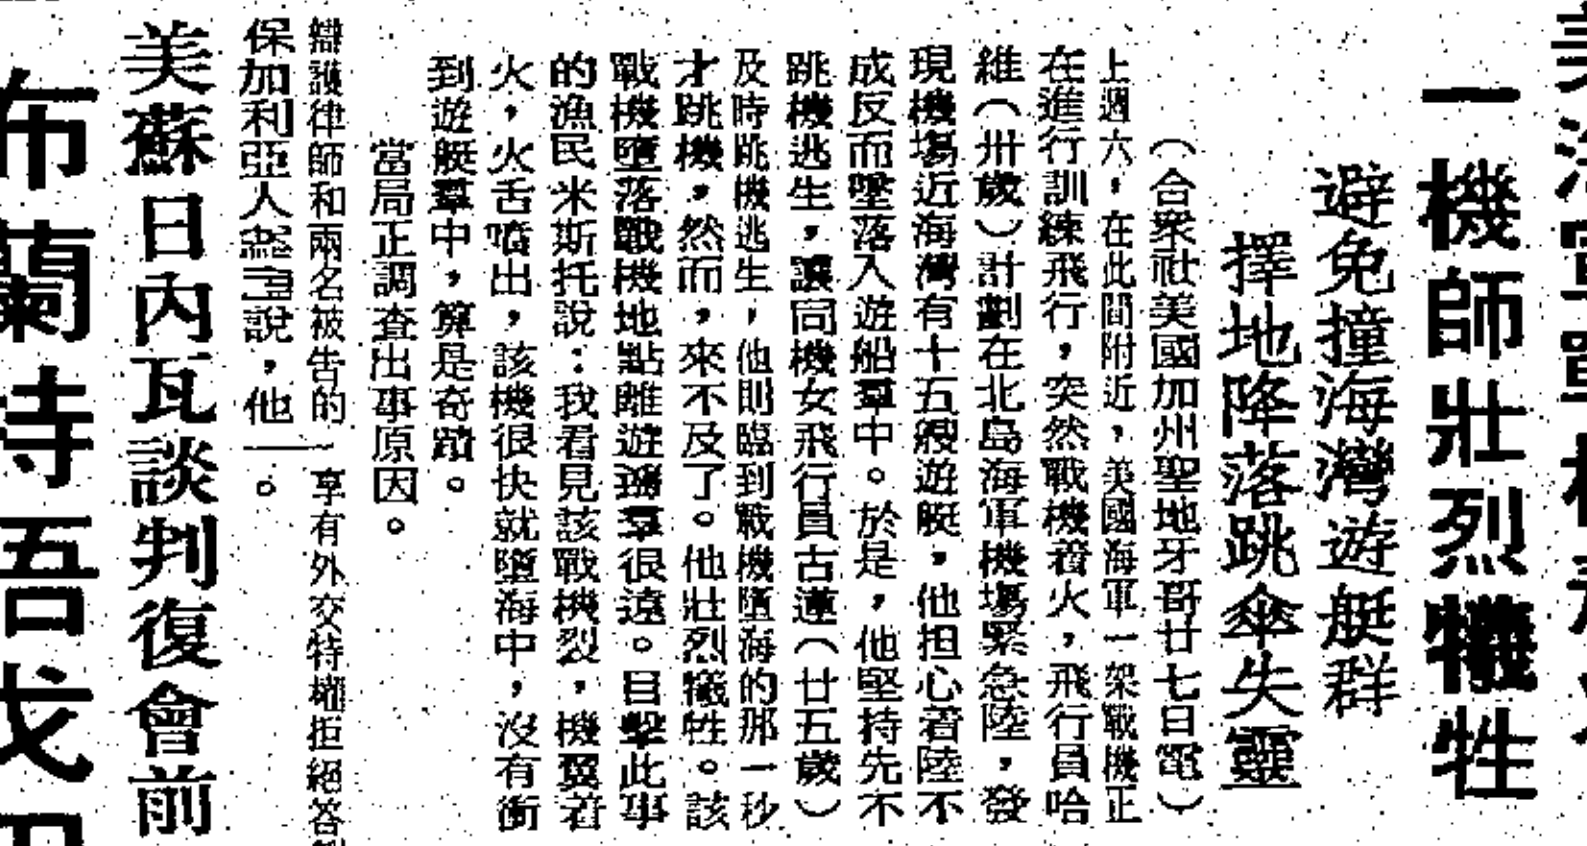 一機師壯烈犧牲
避免撞海灣遊艇群
擇地降落跳傘失靈
（合衆社美國加州聖地牙哥廿七日電）
上週六，在此間附近，美國海軍一架戰機正
在進行訓練飛行，突然戰機着火，飛行員哈
維（卅歲）計劃在北島海軍機場緊急陸，發
現機場近海灣有十五艘遊艇，他担心着陸不
成反而墜落入遊船羣中。於是，他堅持先不
跳機逃生，讓同機女飛行員古蓮（廿五歲）
及時跳機逃生，他則臨到戰機墮海的那一秒
才跳機，然而，來不及了。他壯烈犧牲。該
戰機墮落戰機地點離遊艇羣很遠。目擊此事
的漁民米斯托說：我看見該戰機裂，機翼着
火，火舌噴出，該機很快就墮海中，沒有衝
到遊艇羣中，算是奇蹟。
當局正調查出事原因。
辯護律師和兩名被告的一享有外交特權拒絕答
保加利亞人說，他一。
美蘇日內瓦談判復會前
布蘭特吾戈